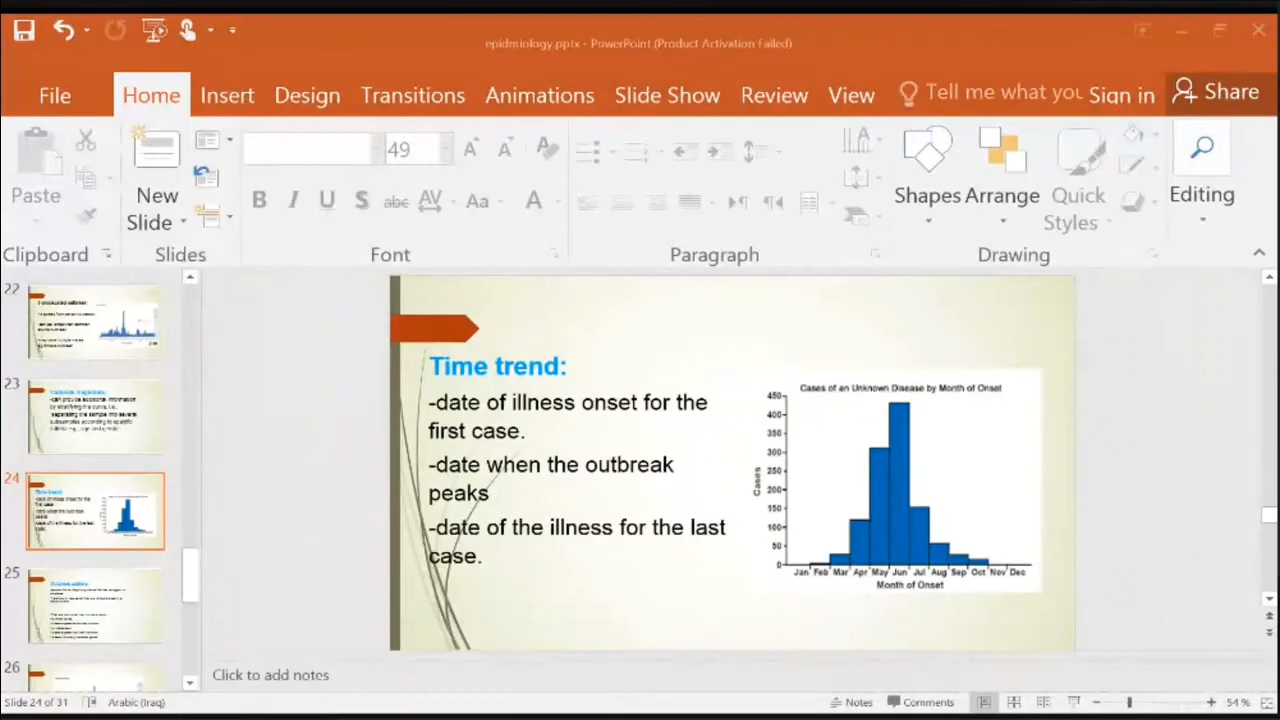 epidmiology.pptx - PowerPoint (Product Activation Failed)
File Home Insert Design Transitions Animations Slide Show Review View Tell me what you Sign in Share
Paste
New
Slide
49
B I U S abc AV Aa A
Shapes Arrange Quick
Styles
Editing
Clipboard Slides Font Paragraph Drawing
22
23
24
25
26
Time trend:
-date of illness onset for the
first case.
-date when the outbreak
peaks
-date of the illness for the last
case.
Cases of an Unknown Disease by Month of Onset
450
400
350
300
250
200
150
100
50
0
Cases
Jan Feb Mar Apr May Jun Jul Aug Sep Oct Nov Dec
Month of Onset
Click to add notes
Slide 24 of 31 Arabic (Iraq) Notes Comments 54 %